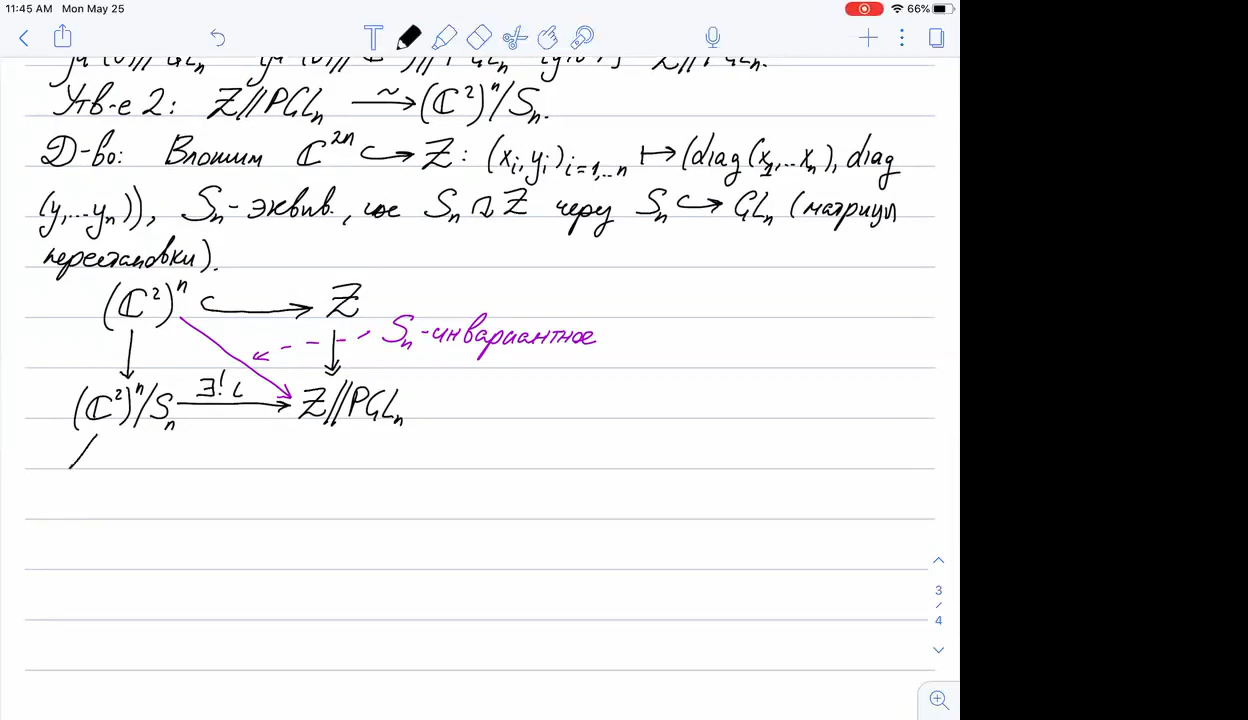 11:45 AM Mon May 25
66%
Утв-е 2: Z//PGLₙ ⥲ (ℂ²)ⁿ/Sₙ.
Д-во: Вложим ℂ²ⁿ ↪ Z: (xᵢ, yᵢ)ᵢ₌₁,…ₙ ↦ (diag(x₁,…xₙ), diag
(y,…yₙ)), Sₙ-эквив., где Sₙ ↷ Z через Sₙ ↪ GLₙ (матрицы
перестановки).
(ℂ²)ⁿ ↪ Z
Sₙ-инвариантное
(ℂ²)ⁿ/Sₙ ∃! ι → Z//PGLₙ
3
/
4